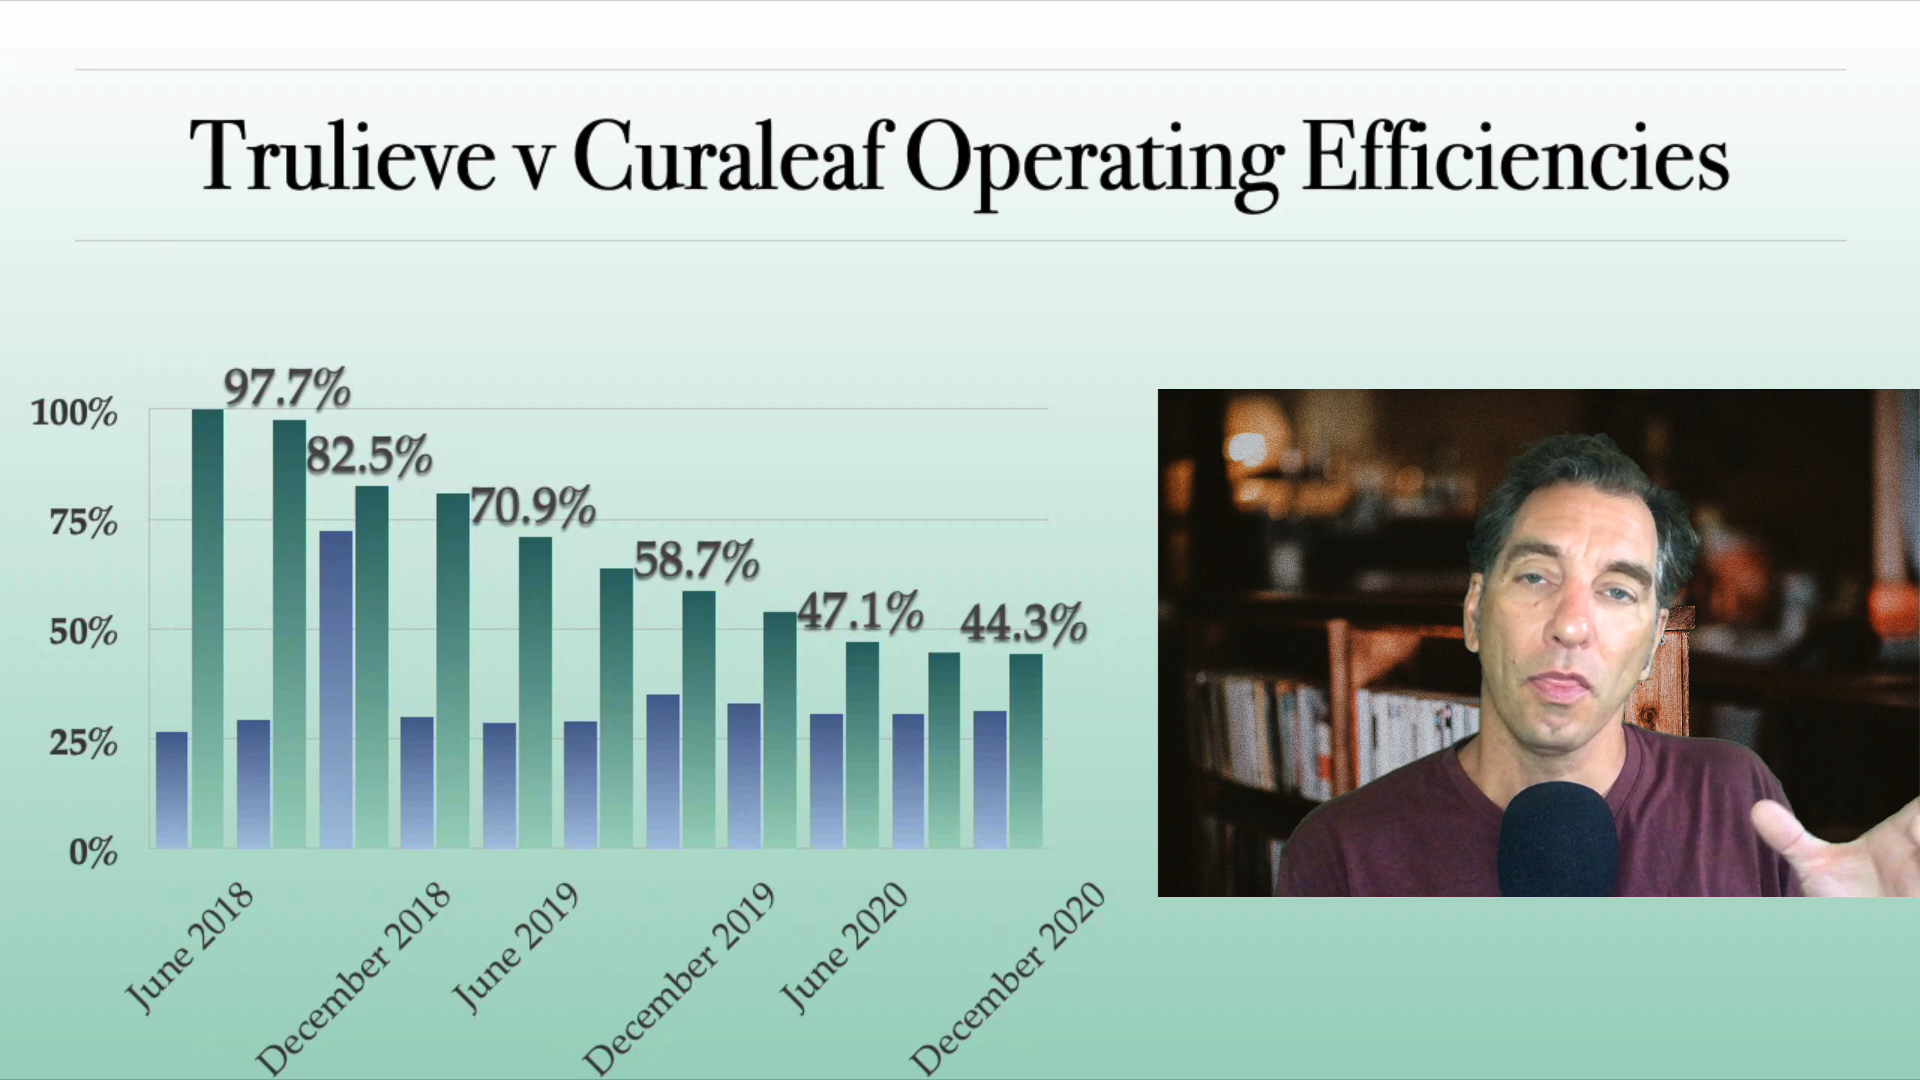 Trulieve v Curaleaf Operating Efficiencies
100%
75%
50%
25%
0%
97.7%
82.5%
70.9%
58.7%
47.1%
44.3%
June 2018
December 2018
June 2019
December 2019
June 2020
December 2020